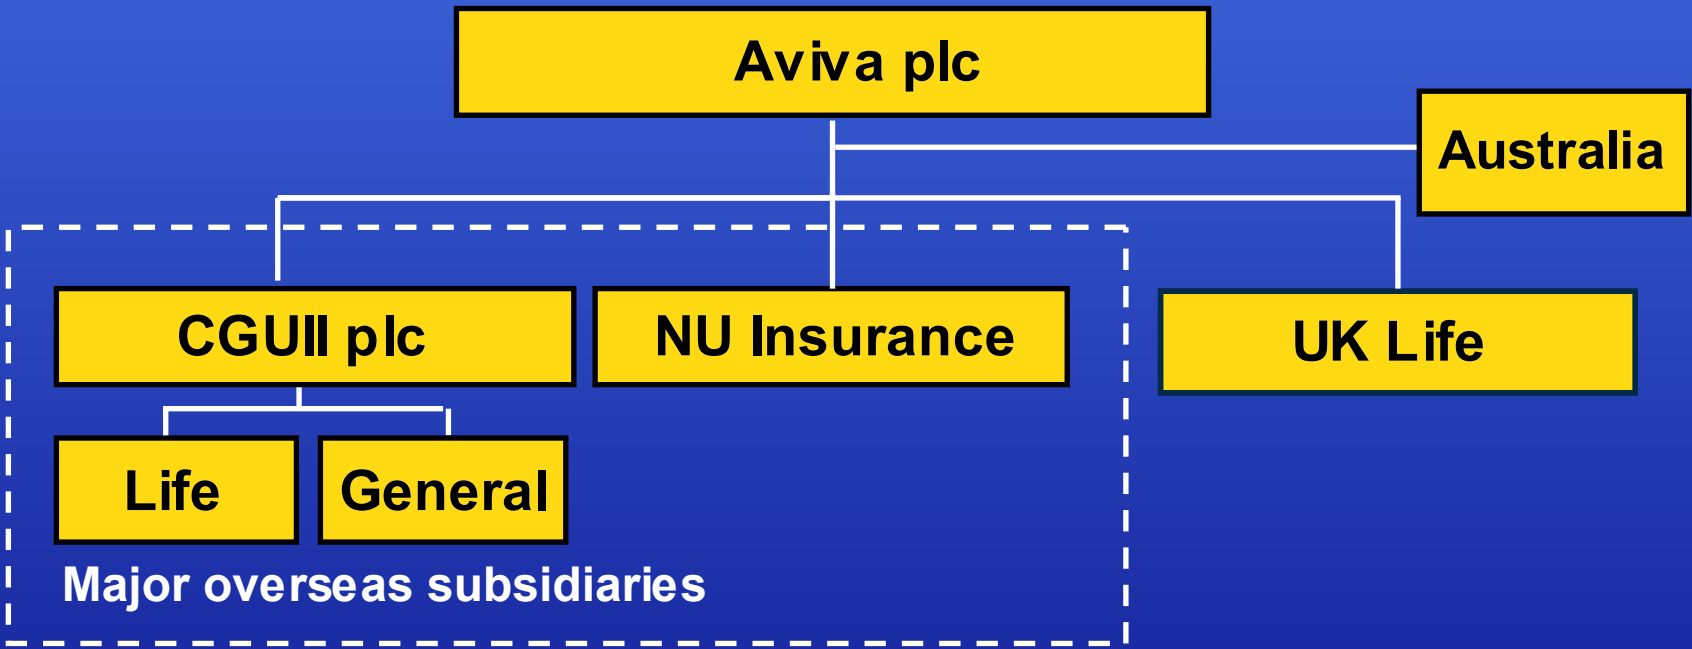 Aviva plc
Australia
CGUII plc
NU Insurance
UK Life
Life
General
Major overseas subsidiaries